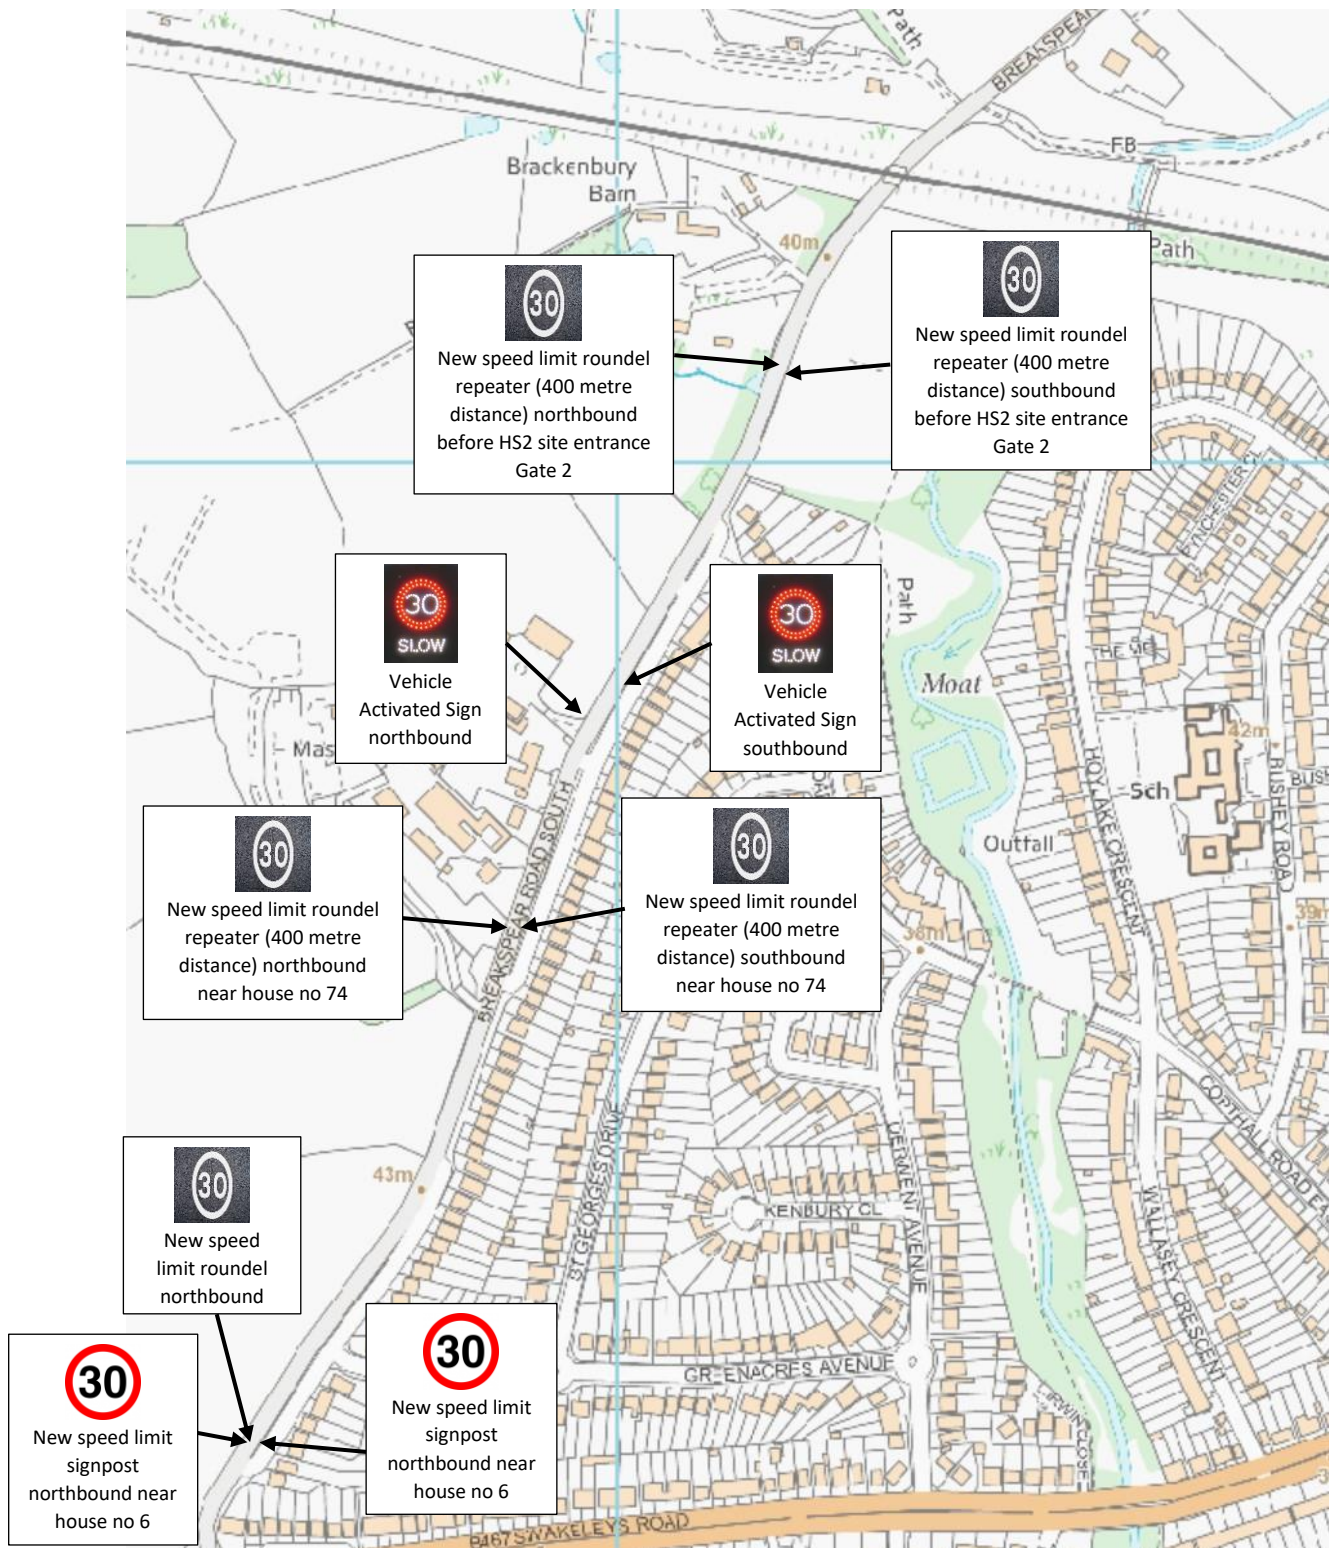 Path
BREAKSPEAR
FB
Brackenbury
Barn
40m
Path
30
New speed limit roundel
repeater (400 metre
distance) northbound
before HS2 site entrance
Gate 2
30
New speed limit roundel
repeater (400 metre
distance) southbound
before HS2 site entrance
Gate 2
30
SLOW
Vehicle
Activated Sign
northbound
30
SLOW
Vehicle
Activated Sign
southbound
Path
Moat
THE
42m
Sch
BUSHEY ROAD
HOYLAKE CRESCENT
Outfall
Mas
BREAKSPEAR ROAD SOUTH
30
New speed limit roundel
repeater (400 metre
distance) northbound
near house no 74
30
New speed limit roundel
repeater (400 metre
distance) southbound
near house no 74
38m
39m
COPTHALL ROAD EA
DERWENT AVENUE
ST GEORGES DRIVE
KENBURY CL
WALLASEY CRESCENT
43m
30
New speed
limit roundel
northbound
30
New speed limit
signpost
northbound near
house no 6
30
New speed limit
signpost
northbound near
house no 6
GREENACRES AVENUE
IRWIN CLOSE
B467 SWAKELEYS ROAD